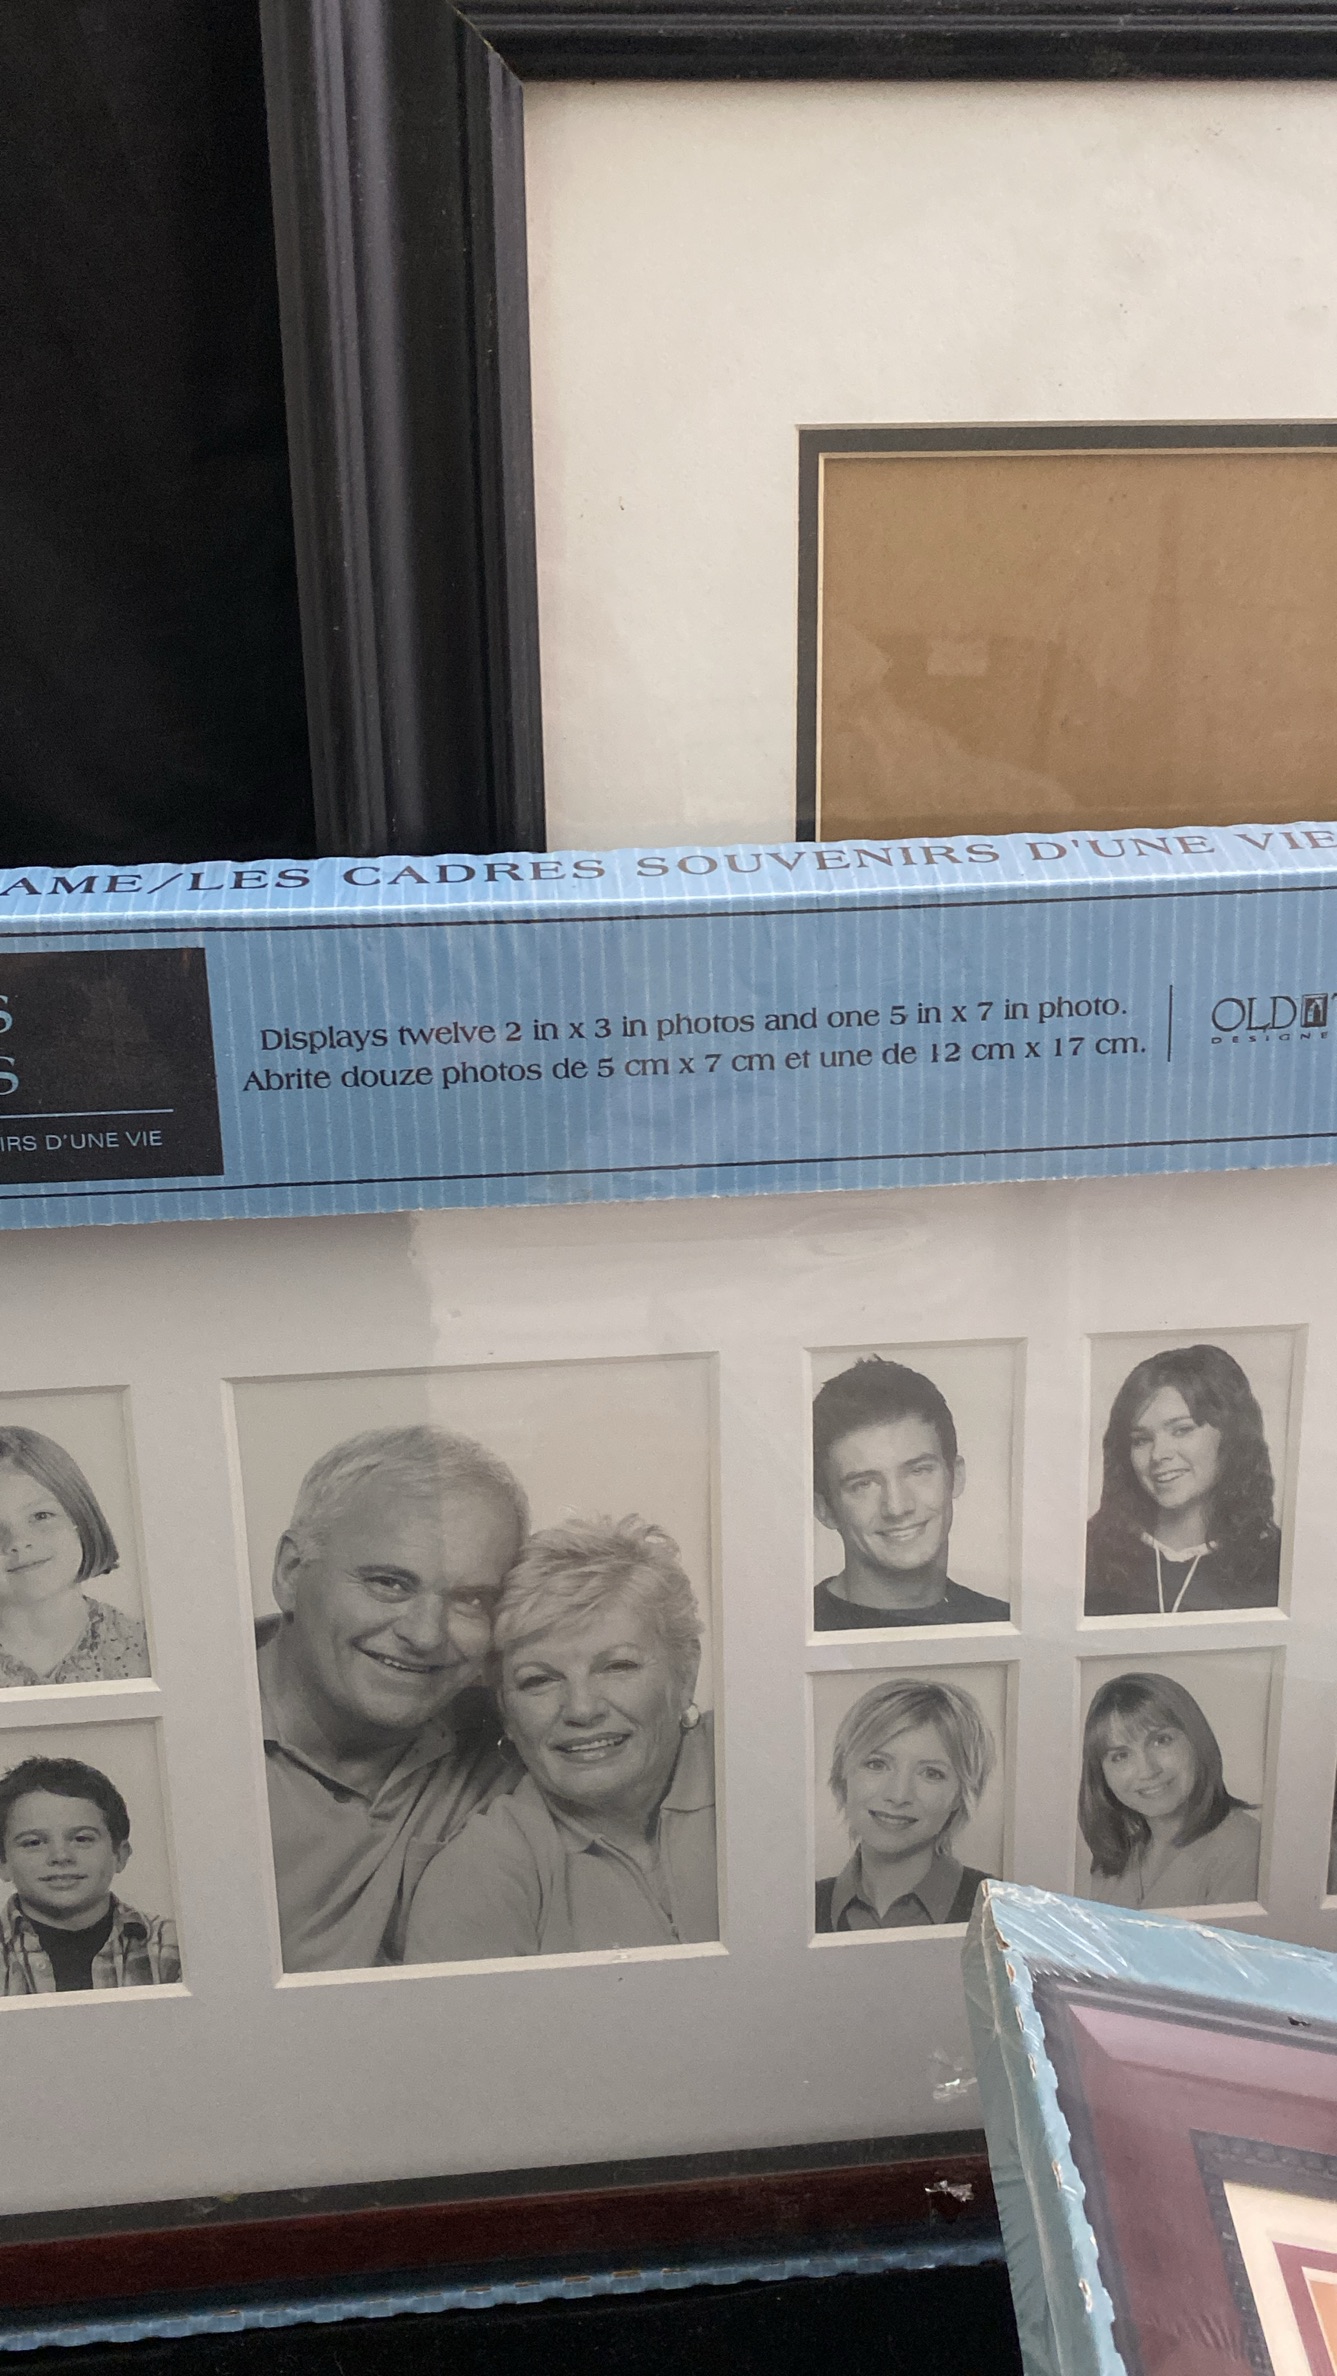 AME/LES CADRES SOUVENIRS D'UNE VIE
S
S
IRS D'UNE VIE
Displays twelve 2 in x 3 in photos and one 5 in x 7 in photo.
Abrite douze photos de 5 cm x 7 cm et une de 12 cm x 17 cm.
OLD
DESIGNE